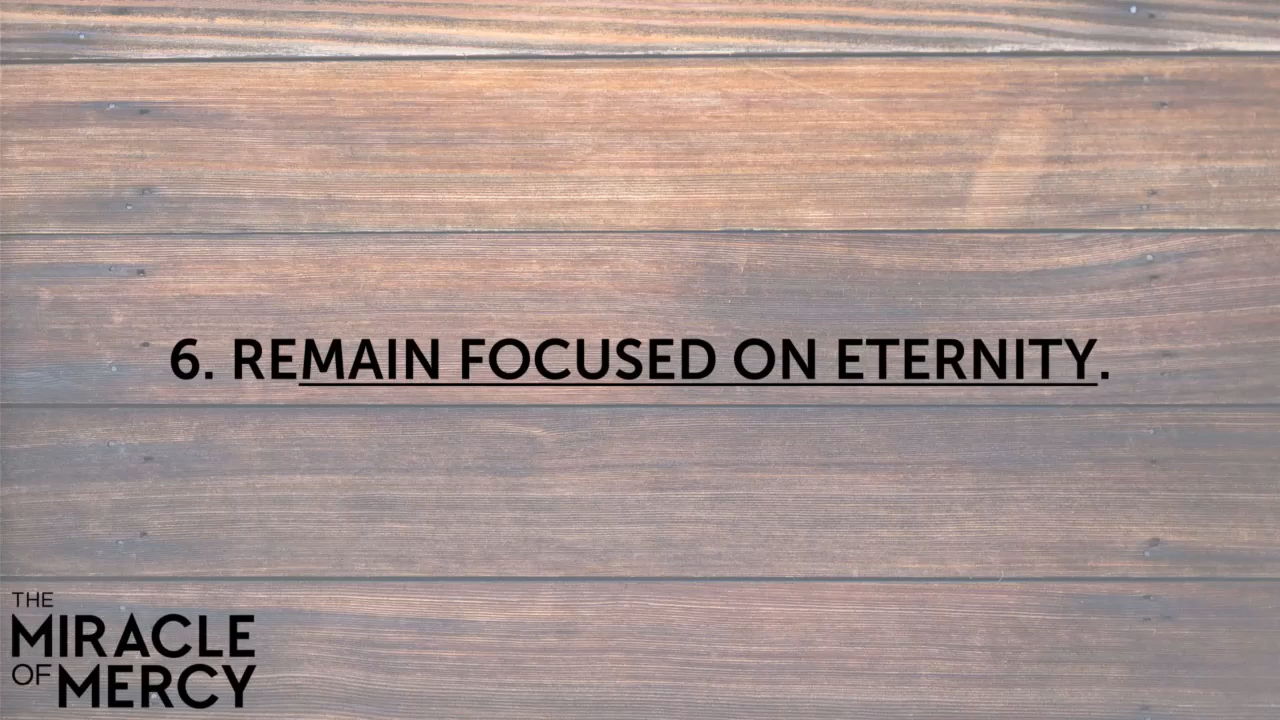 6. REMAIN FOCUSED ON ETERNITY.
THE
MIRACLE
OF MERCY